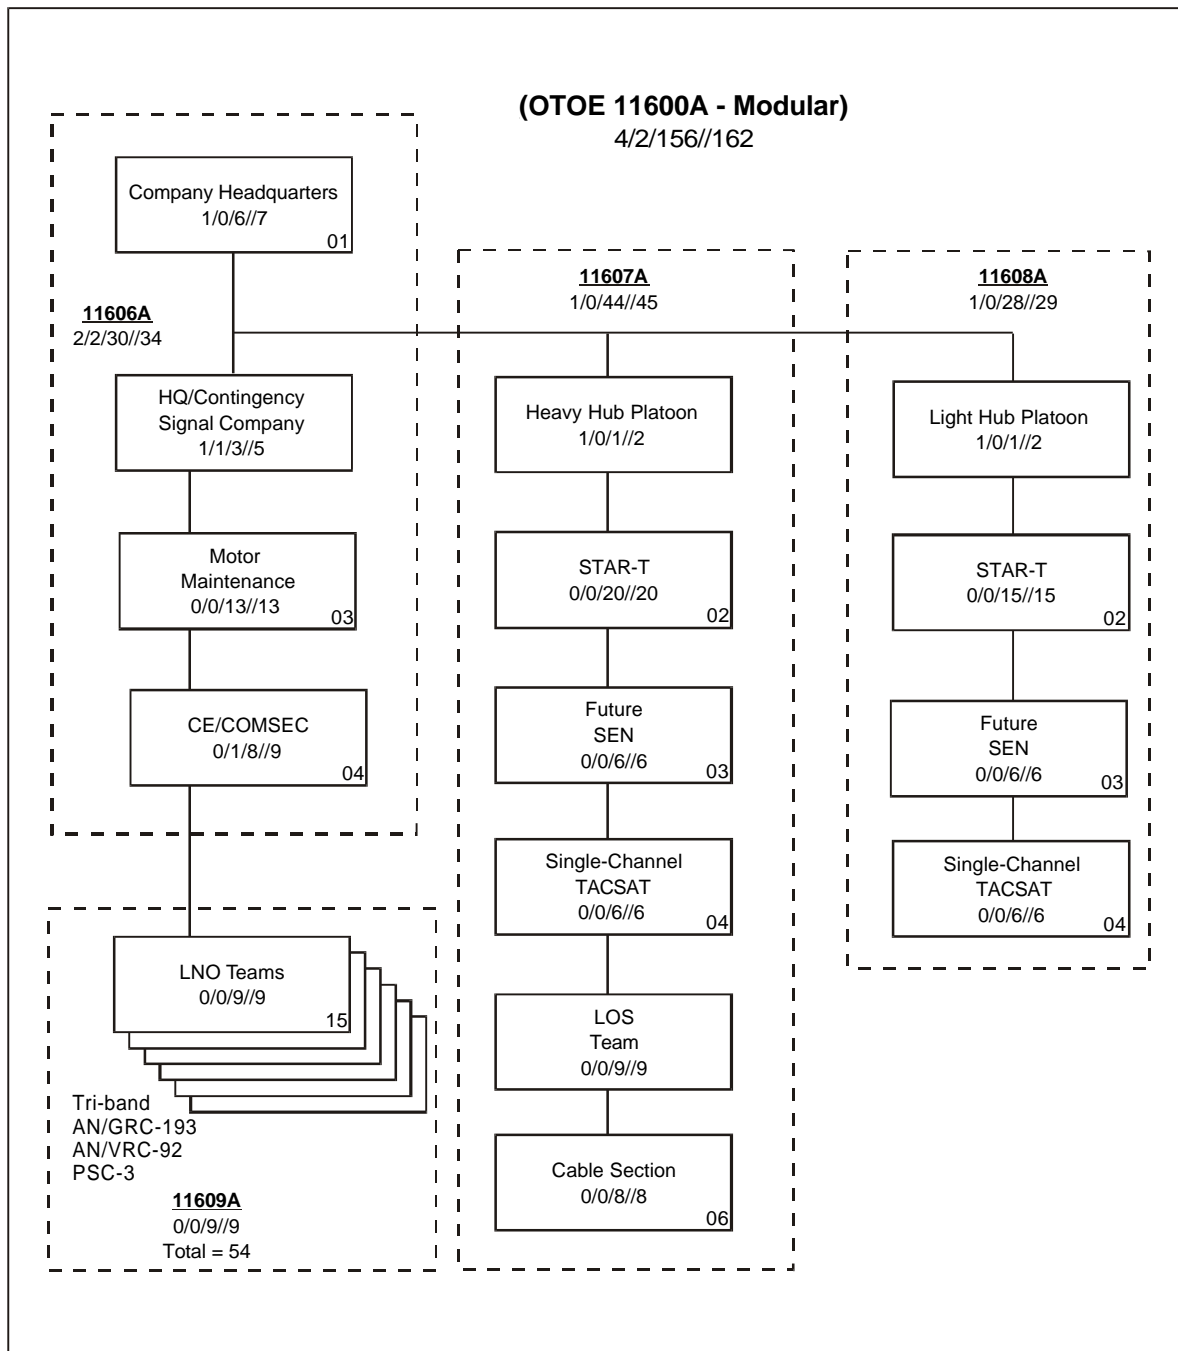 (OTOE 11600A - Modular)
4/2/156//162
Company Headquarters
1/0/6//7
01
11606A
2/2/30//34
HQ/Contingency
Signal Company
1/1/3//5
Motor
Maintenance
0/0/13//13
03
CE/COMSEC
0/1/8//9
04
LNO Teams
0/0/9//9
15
Tri-band
AN/GRC-193
AN/VRC-92
PSC-3
11609A
0/0/9//9
Total = 54
11607A
1/0/44//45
Heavy Hub Platoon
1/0/1//2
STAR-T
0/0/20//20
02
Future
SEN
0/0/6//6
03
Single-Channel
TACSAT
0/0/6//6
04
LOS
Team
0/0/9//9
Cable Section
0/0/8//8
06
11608A
1/0/28//29
Light Hub Platoon
1/0/1//2
STAR-T
0/0/15//15
02
Future
SEN
0/0/6//6
03
Single-Channel
TACSAT
0/0/6//6
04